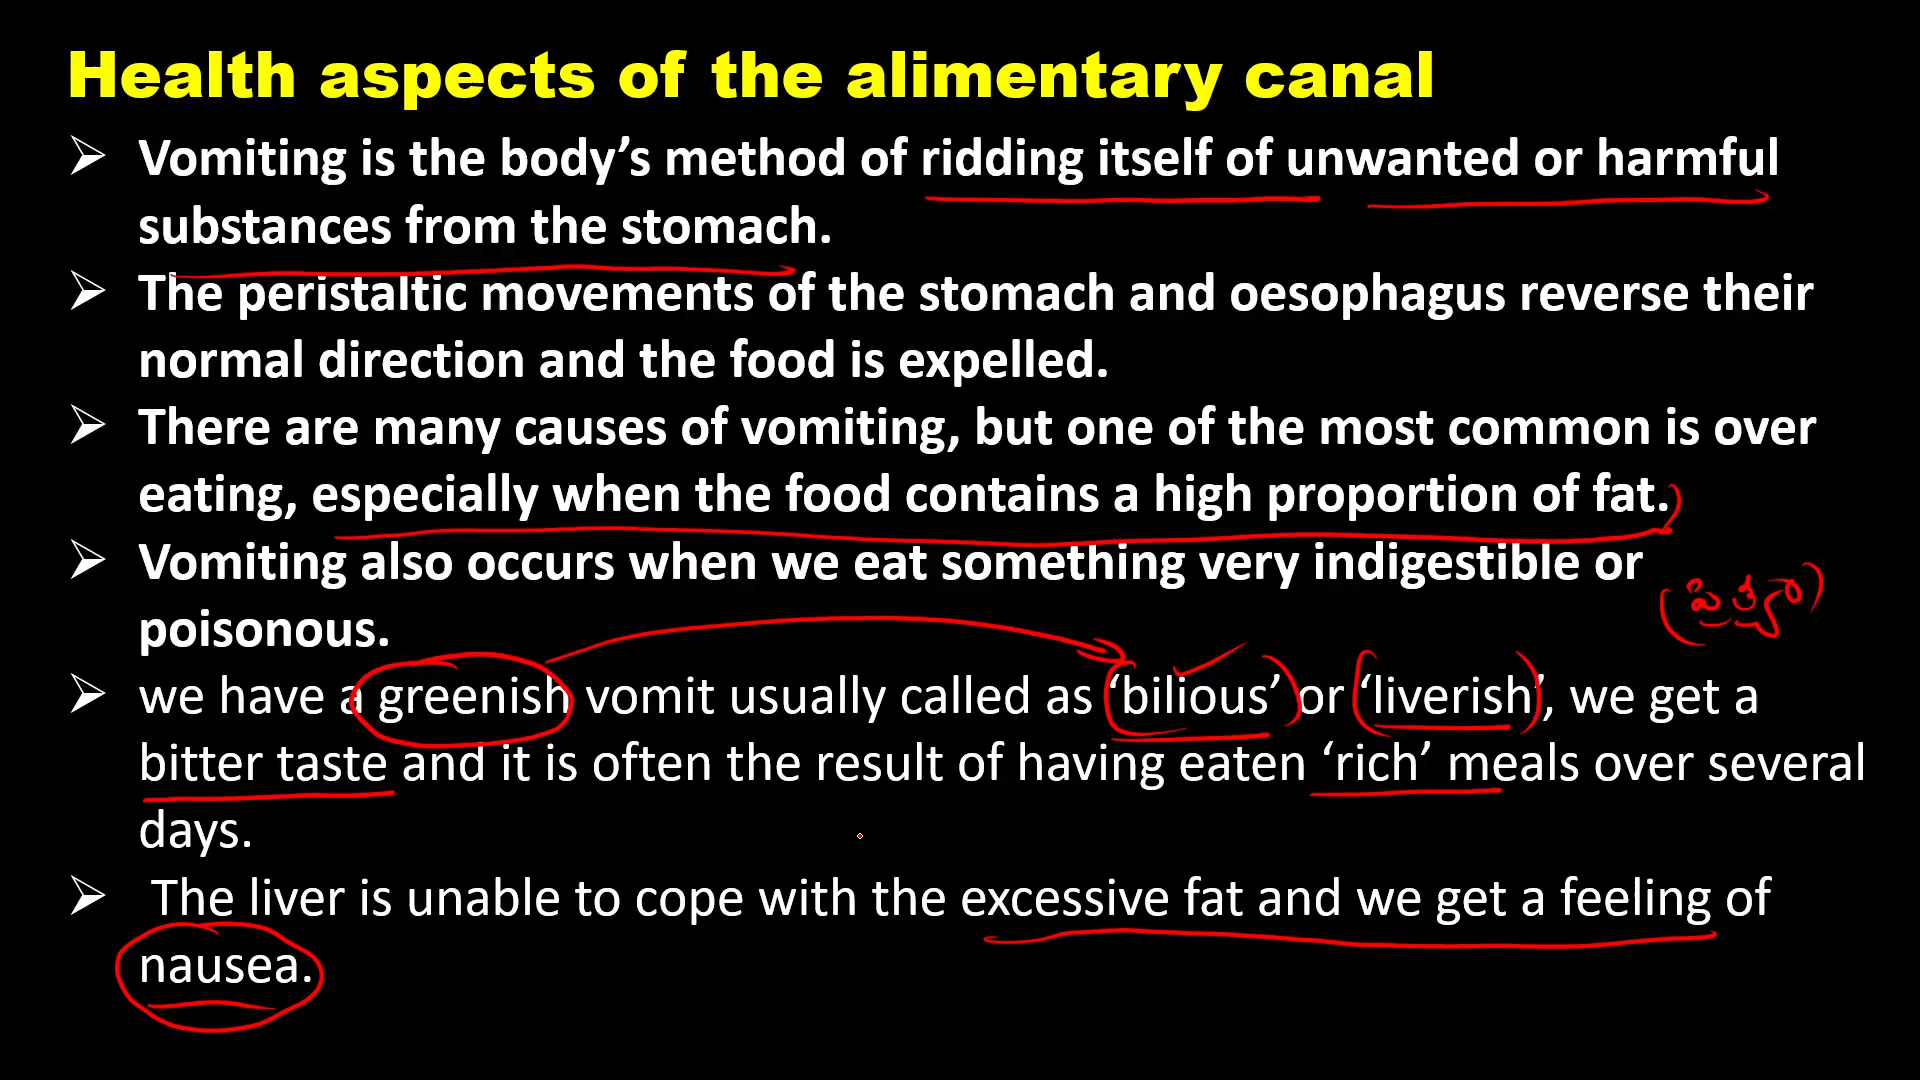 Health aspects of the alimentary canal
➢ Vomiting is the body’s method of ridding itself of unwanted or harmful
substances from the stomach.
➢ The peristaltic movements of the stomach and oesophagus reverse their
normal direction and the food is expelled.
➢ There are many causes of vomiting, but one of the most common is over
eating, especially when the food contains a high proportion of fat.
➢ Vomiting also occurs when we eat something very indigestible or
poisonous.
➢ we have a greenish vomit usually called as ‘bilious’ or ‘liverish’, we get a
bitter taste and it is often the result of having eaten ‘rich’ meals over several
days.
➢ The liver is unable to cope with the excessive fat and we get a feeling of
nausea.